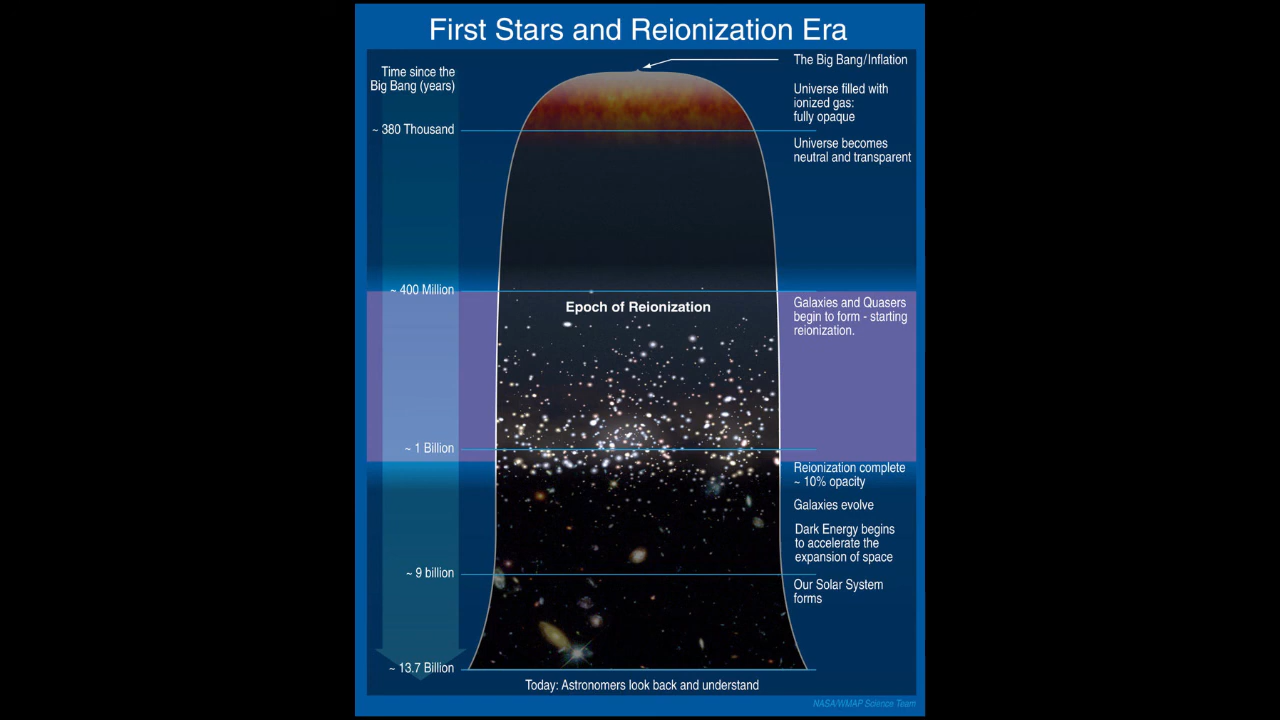 First Stars and Reionization Era
Time since the
Big Bang (years)
The Big Bang/Inflation
Universe filled with
ionized gas:
fully opaque
~ 380 Thousand
Universe becomes
neutral and transparent
~ 400 Million
Epoch of Reionization
Galaxies and Quasers
begin to form - starting
reionization.
~ 1 Billion
Reionization complete
~ 10% opacity
Galaxies evolve
Dark Energy begins
to accelerate the
expansion of space
~ 9 billion
Our Solar System
forms
~ 13.7 Billion
Today: Astronomers look back and understand
NASA/WMAP Science Team